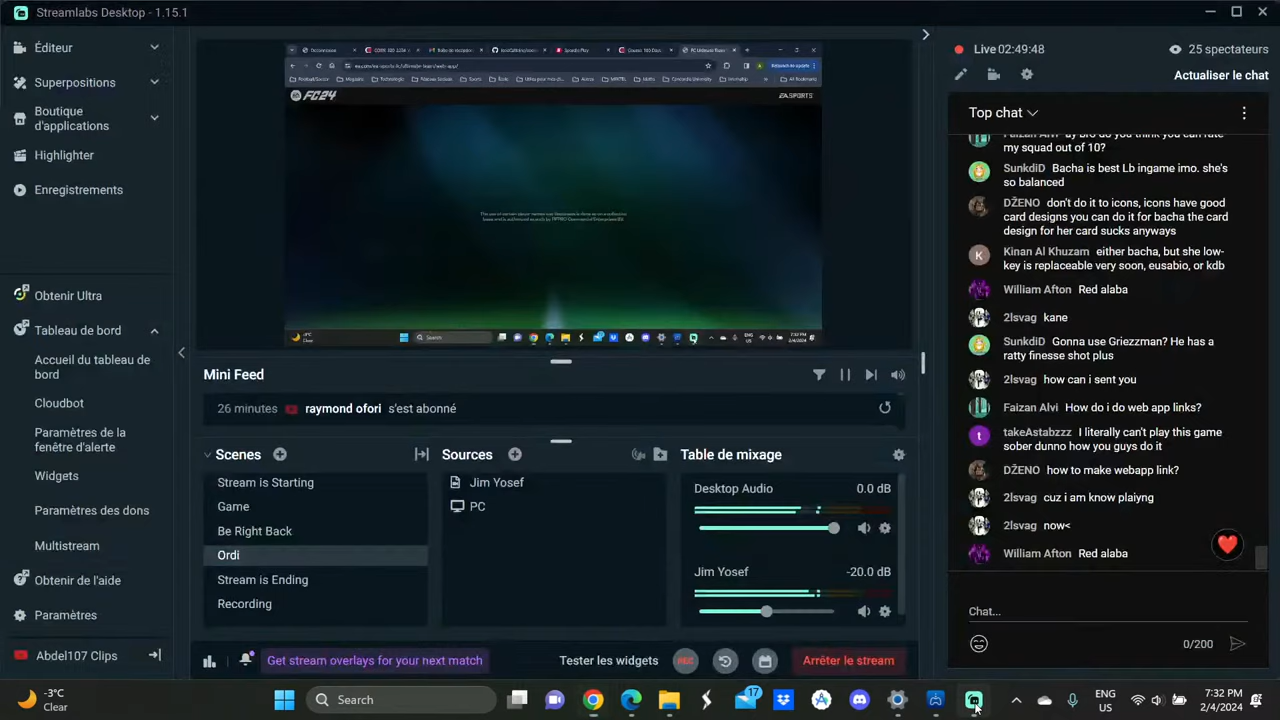 Streamlabs Desktop - 1.15.1
Éditeur
Superpositions
Boutique
d'applications
Highlighter
Enregistrements
Obtenir Ultra
Tableau de bord
Accueil du tableau de
bord
Cloudbot
Paramètres de la
fenêtre d'alerte
Widgets
Paramètres des dons
Multistream
Obtenir de l'aide
Paramètres
Abdel107 Clips
FC24
EA SPORTS
Search
7:32 PM
2/4/2024
Mini Feed
26 minutes raymond ofori s'est abonné
Scenes
Stream is Starting
Game
Be Right Back
Ordi
Stream is Ending
Recording
Sources
Jim Yosef
PC
Table de mixage
Desktop Audio 0.0 dB
Jim Yosef -20.0 dB
Get stream overlays for your next match
Tester les widgets
REC
Arrêter le stream
Live 02:49:48
25 spectateurs
Actualiser le chat
Top chat
Faizan Alvi ay bro do you think you can rate
my squad out of 10?
SunkdiD Bacha is best Lb ingame imo. she's
so balanced
DŽENO don't do it to icons, icons have good
card designs you can do it for bacha the card
design for her card sucks anyways
K
Kinan Al Khuzam either bacha, but she low-
key is replaceable very soon, eusabio, or kdb
William Afton Red alaba
2lsvag kane
SunkdiD Gonna use Griezzman? He has a
ratty finesse shot plus
2lsvag how can i sent you
Faizan Alvi How do i do web app links?
t
takeAstabzzz I literally can't play this game
sober dunno how you guys do it
DŽENO how to make webapp link?
2lsvag cuz i am know plaiyng
2lsvag now<
William Afton Red alaba
Chat...
0/200
-3°C
Clear
Search
17
ENG
US
7:32 PM
2/4/2024